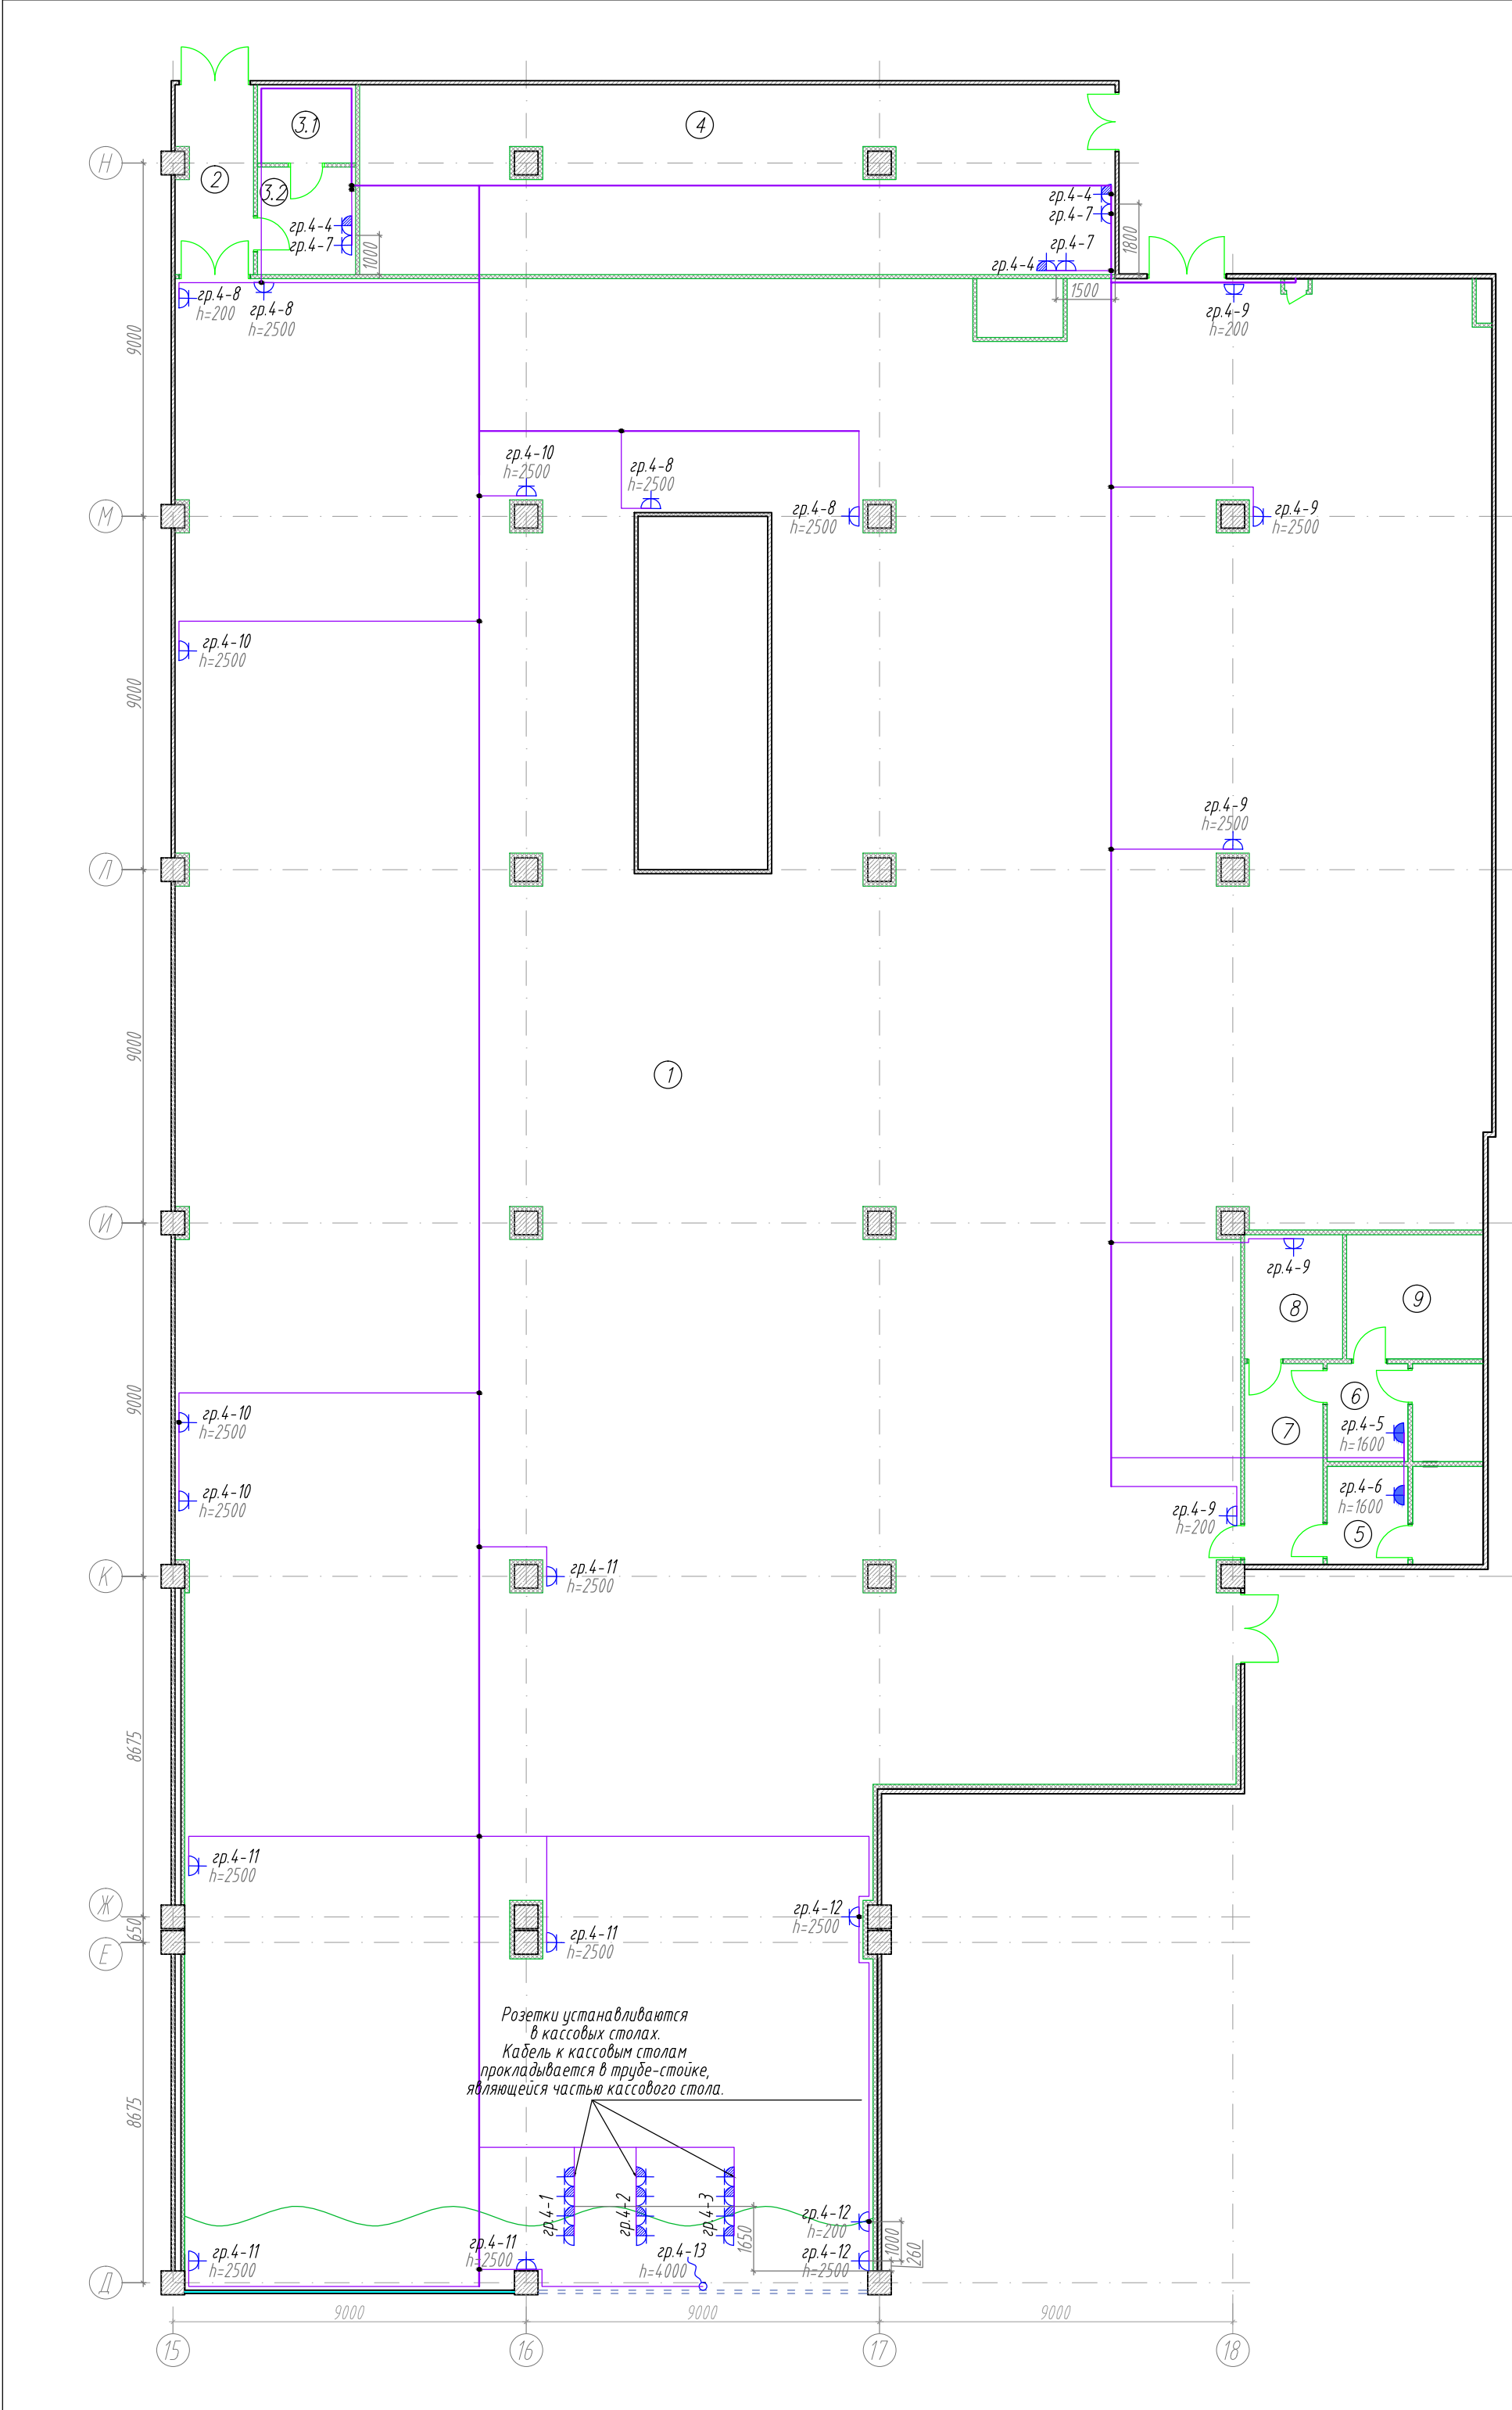 3.1
4
Н
2
3.2
гр.4-4
гр.4-7
1000
гр.4-4
гр.4-7
1800
гр.4-7
гр.4-4
1500
гр.4-8
h=200
гр.4-8
h=2500
гр.4-9
h=200
9000
гр.4-10
h=2500
гр.4-8
h=2500
М
гр.4-8
h=2500
гр.4-9
h=2500
гр.4-10
h=2500
9000
гр.4-9
h=2500
Л
9000
1
И
гр.4-9
8
9
9000
гр.4-10
h=2500
6
7
гр.4-5
h=1600
гр.4-10
h=2500
гр.4-6
h=1600
гр.4-9
h=200
5
К
гр.4-11
h=2500
8675
гр.4-11
h=2500
Ж
650
Е
гр.4-12
h=2500
гр.4-11
h=2500
Розетки устанавливаются
в кассовых столах.
Кабель к кассовым столам
прокладывается в трубе-стойке,
являющейся частью кассового стола.
8675
гр.4-1
гр.4-2
гр.4-3
1650
гр.4-12
h=200
1000
260
гр.4-11
h=2500
гр.4-11
h=2500
гр.4-13
h=4000
гр.4-12
h=2500
Д
9000
9000
9000
15
16
17
18